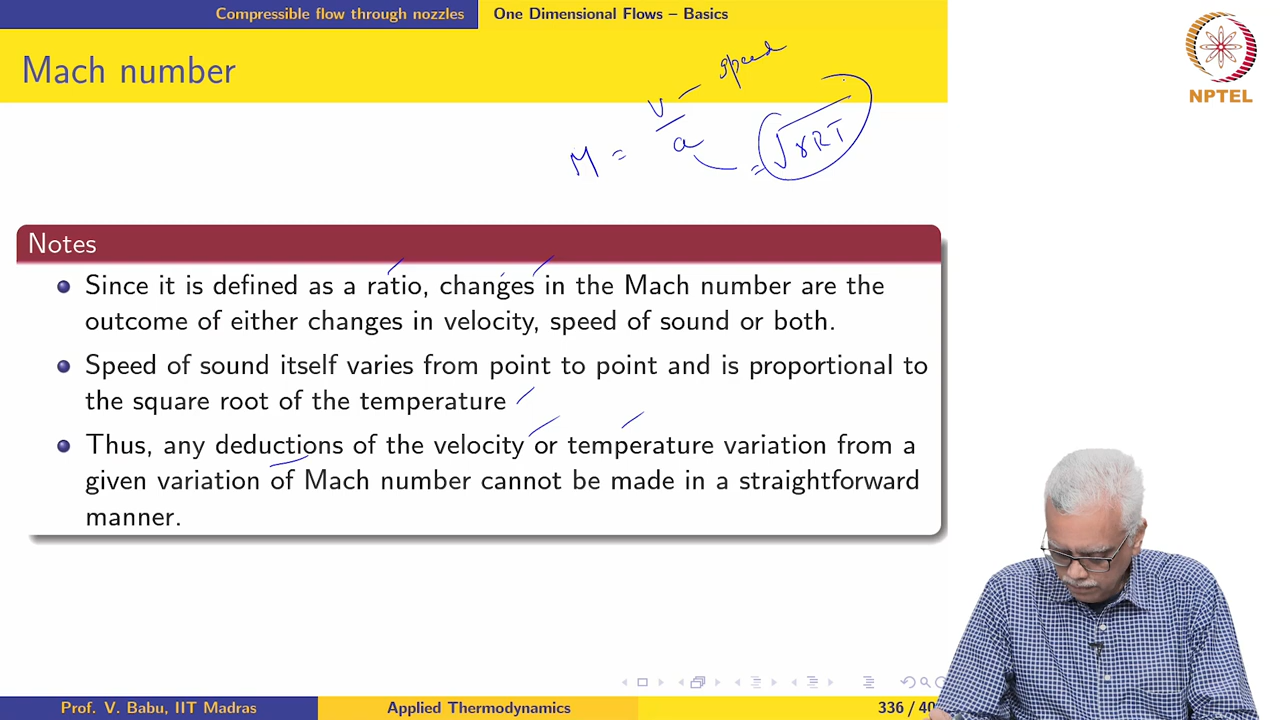 Compressible flow through nozzles One Dimensional Flows – Basics
Mach number
NPTEL
M = V/a – speed
= √γRT
Notes
Since it is defined as a ratio, changes in the Mach number are the
outcome of either changes in velocity, speed of sound or both.
Speed of sound itself varies from point to point and is proportional to
the square root of the temperature
Thus, any deductions of the velocity or temperature variation from a
given variation of Mach number cannot be made in a straightforward
manner.
Prof. V. Babu, IIT Madras Applied Thermodynamics 336 / 40